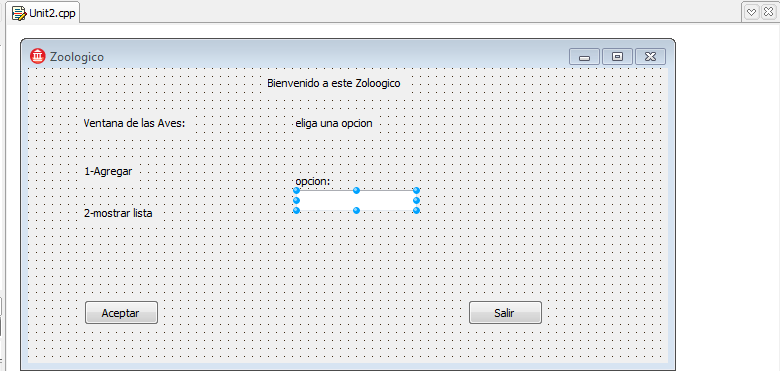 Unit2.cpp
Zoologico
Bienvenido a este Zoloogico
Ventana de las Aves:
eliga una opcion
1-Agregar
opcion:
2-mostrar lista
Aceptar
Salir